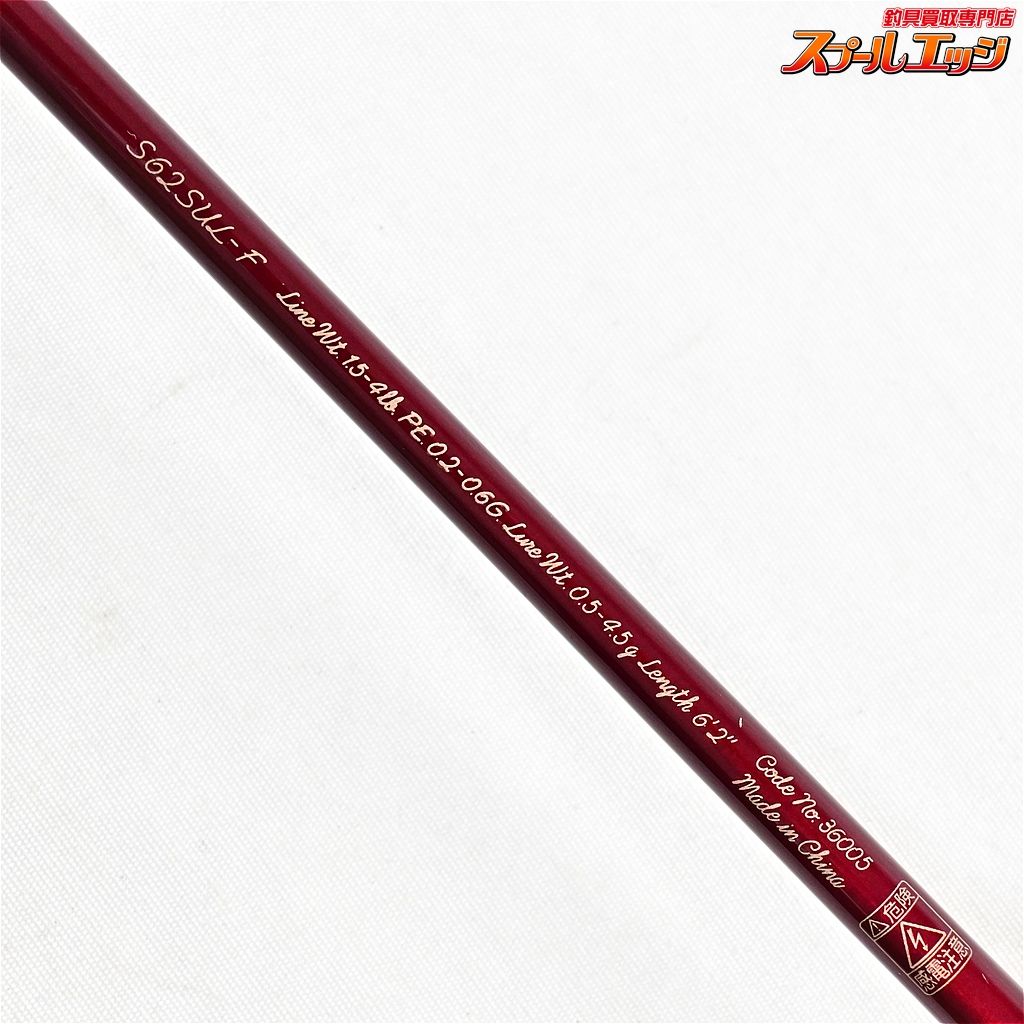 釣具買取専門店
スプールエッジ
S62SUL-F Line Wt. 1.5-4lb. PE. 0.2-0.6G. Lure Wt. 0.5-4.5g Length 6'2"
Code No. 36005
Made in China
危険
感電注意